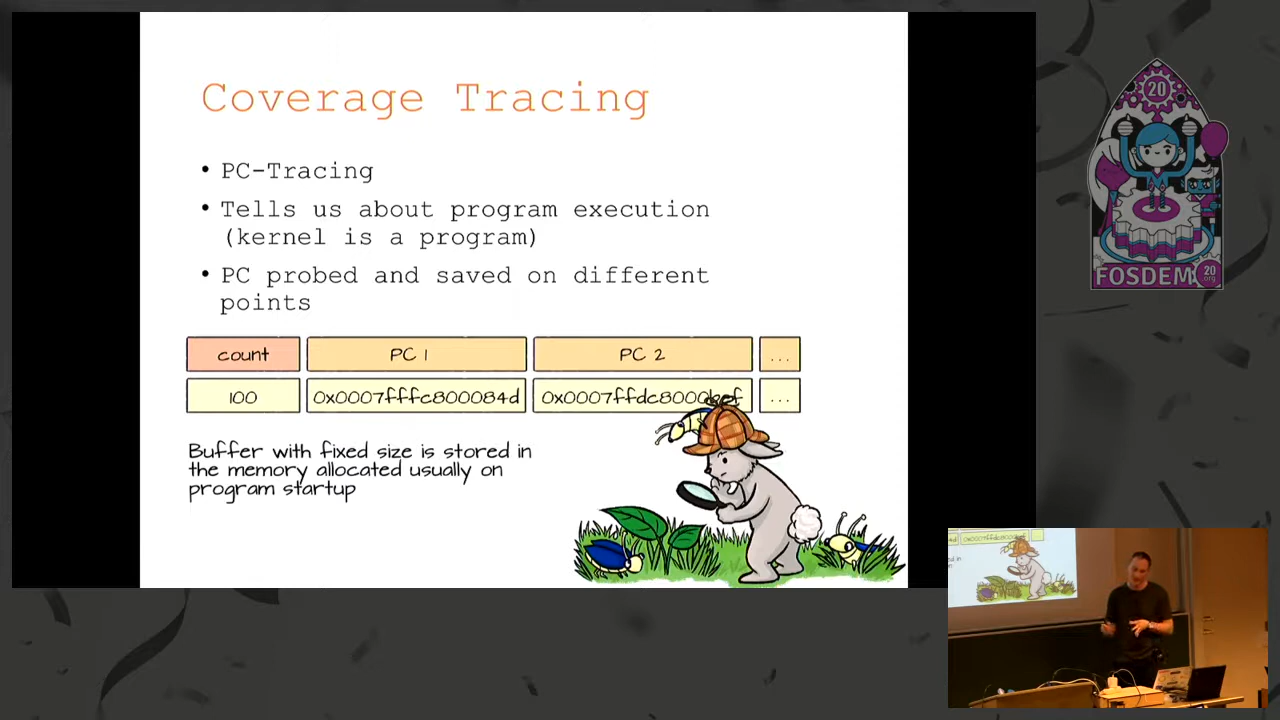 Coverage Tracing
• PC-Tracing
• Tells us about program execution
(kernel is a program)
• PC probed and saved on different
points
count PC 1 PC 2 ...
100 0x0007fffc800084d ...
Buffer with fixed size is stored in
the memory allocated usually on
program startup
20
FOSDEM 20
.org